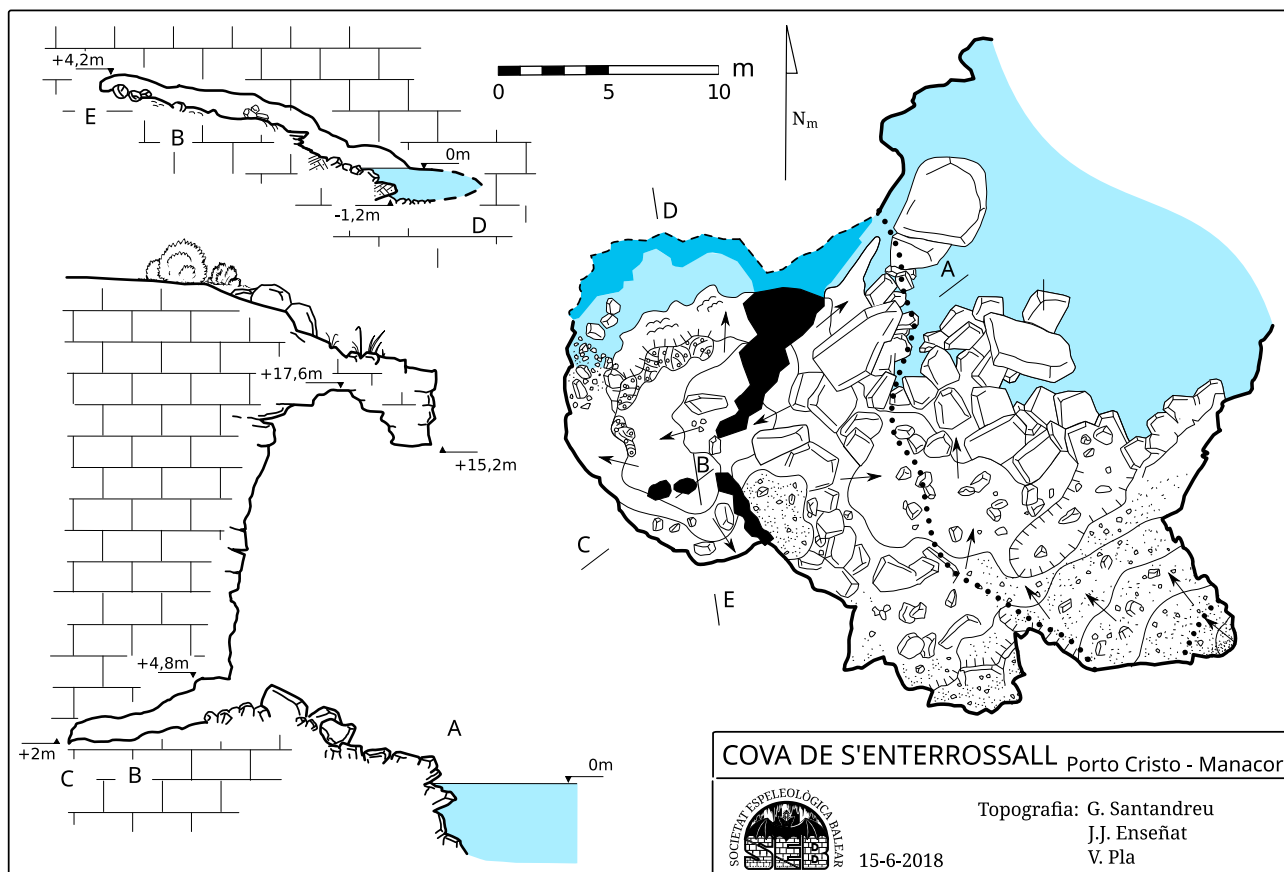 +4,2m
E
B
0m
-1,2m
D
0 5 10 m
Nm
D
A
B
C
E
+17,6m
+15,2m
+4,8m
+2m
C B
A
0m
COVA DE S'ENTERROSSALL Porto Cristo - Manacor
SOCIETAT ESPELEOLÒGICA BALEAR
SEB
15-6-2018
Topografia: G. Santandreu
J.J. Enseñat
V. Pla